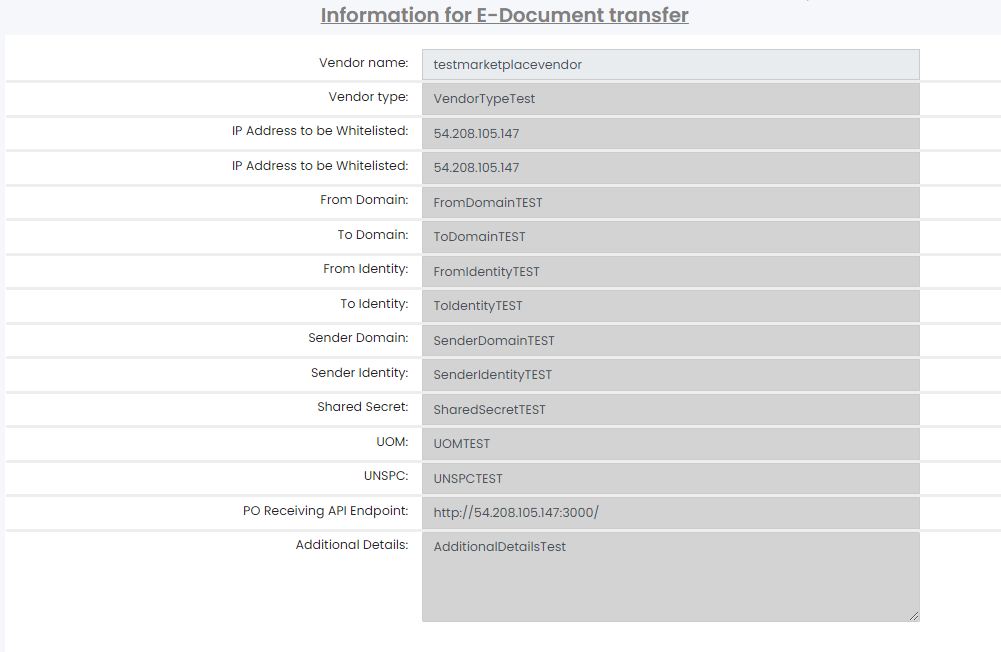 Information for E-Document transfer
Vendor name: testmarketplacevendor
Vendor type: VendorTypeTest
IP Address to be Whitelisted: 54.208.105.147
IP Address to be Whitelisted: 54.208.105.147
From Domain: FromDomainTEST
To Domain: ToDomainTEST
From Identity: FromIdentityTEST
To Identity: ToIdentityTEST
Sender Domain: SenderDomainTEST
Sender Identity: SenderIdentityTEST
Shared Secret: SharedSecretTEST
UOM: UOMTEST
UNSPC: UNSPCTEST
PO Receiving API Endpoint: http://54.208.105.147:3000/
Additional Details: AdditionalDetailsTest